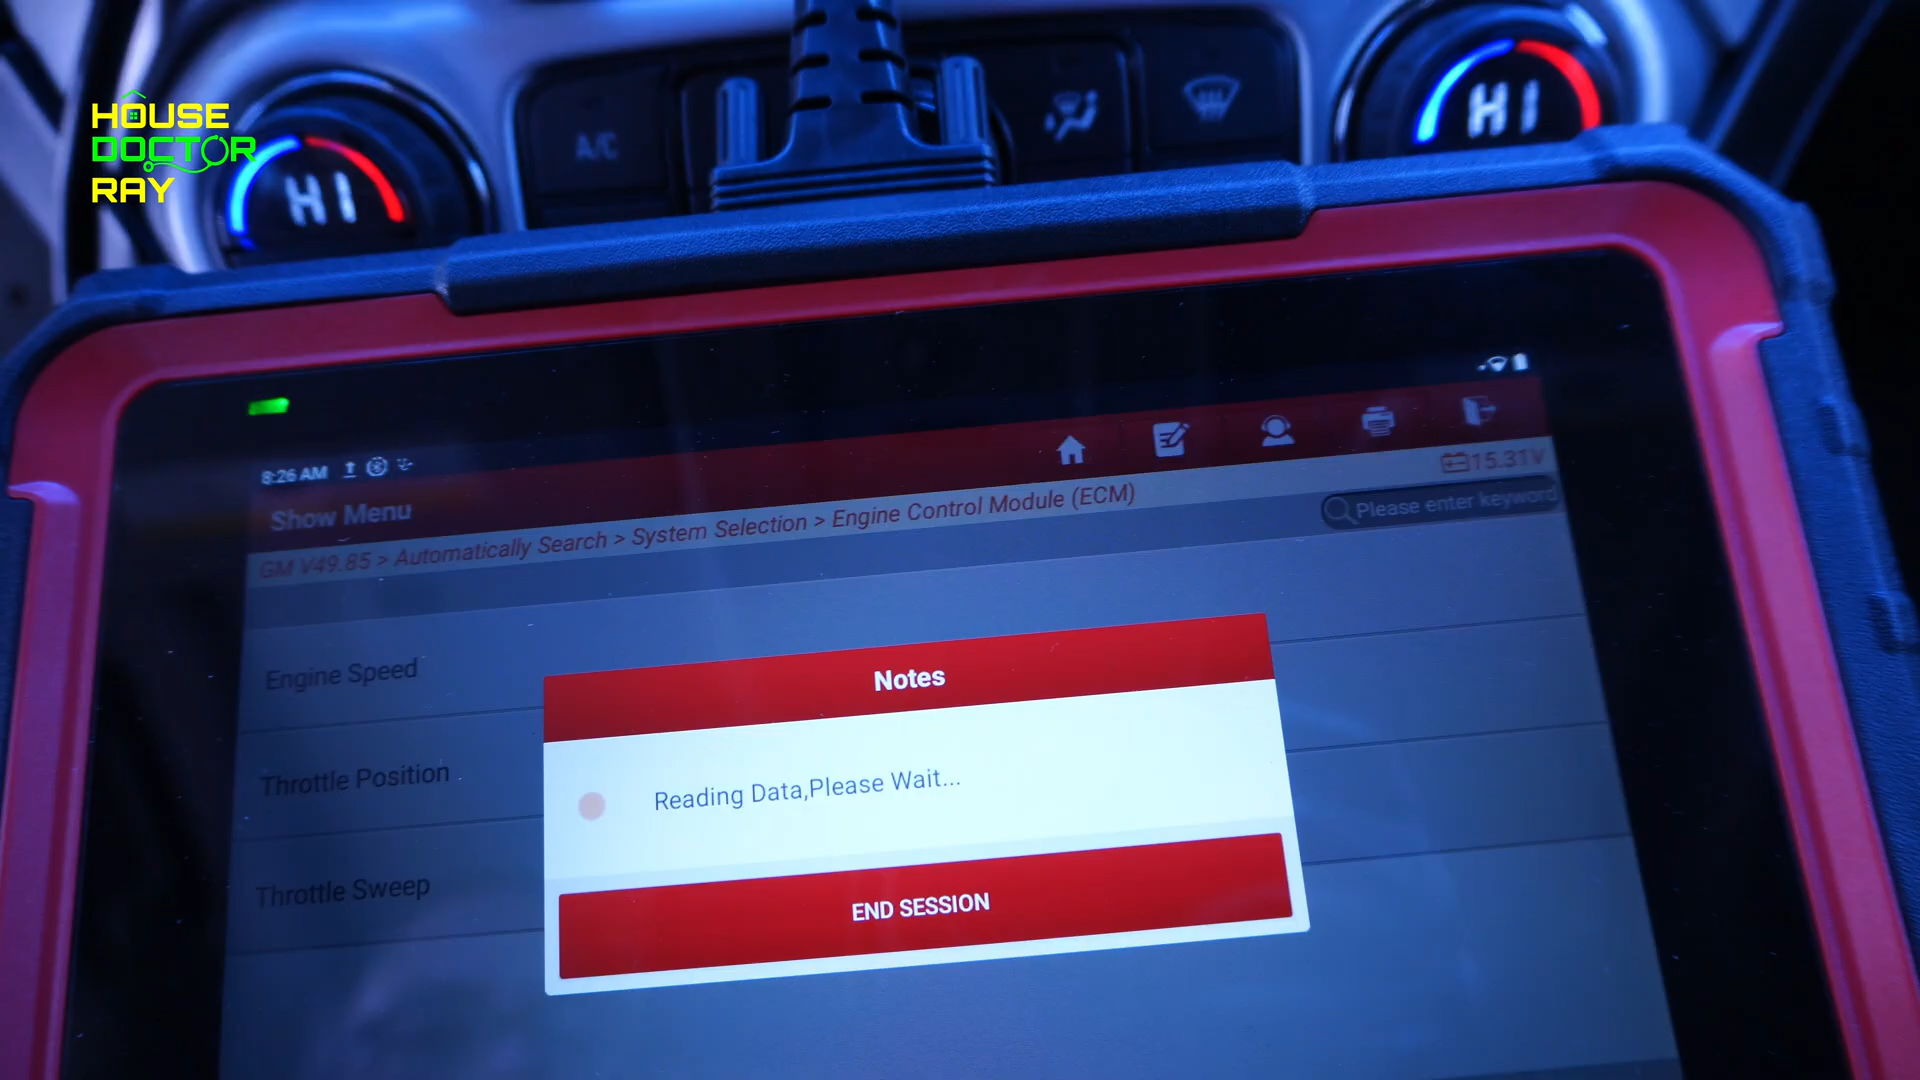 HOUSE
DOCTOR
RAY
HI
A/C
HI
8:26 AM
Show Menu
15.31V
GM V49.85 > Automatically Search > System Selection > Engine Control Module (ECM)
Please enter keyword
Engine Speed
Throttle Position
Throttle Sweep
Notes
Reading Data,Please Wait...
END SESSION